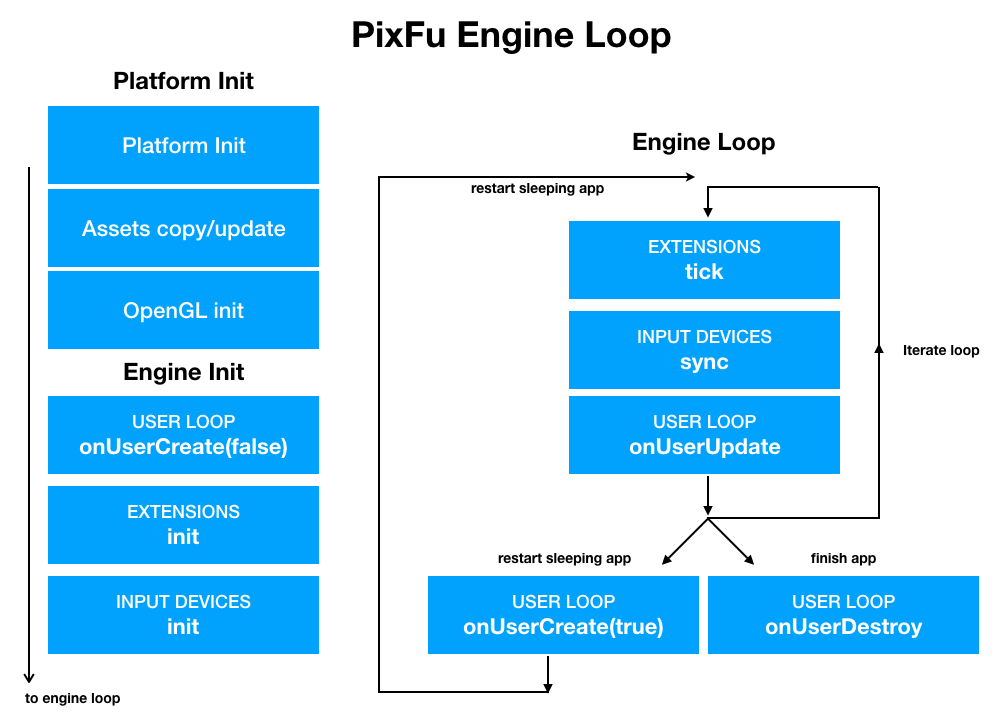 PixFu Engine Loop
Platform Init
Platform Init
Assets copy/update
OpenGL init
Engine Init
USER LOOP
onUserCreate(false)
EXTENSIONS
init
INPUT DEVICES
init
to engine loop
Engine Loop
restart sleeping app
EXTENSIONS
tick
INPUT DEVICES
sync
USER LOOP
onUserUpdate
Iterate loop
restart sleeping app
finish app
USER LOOP
onUserCreate(true)
USER LOOP
onUserDestroy